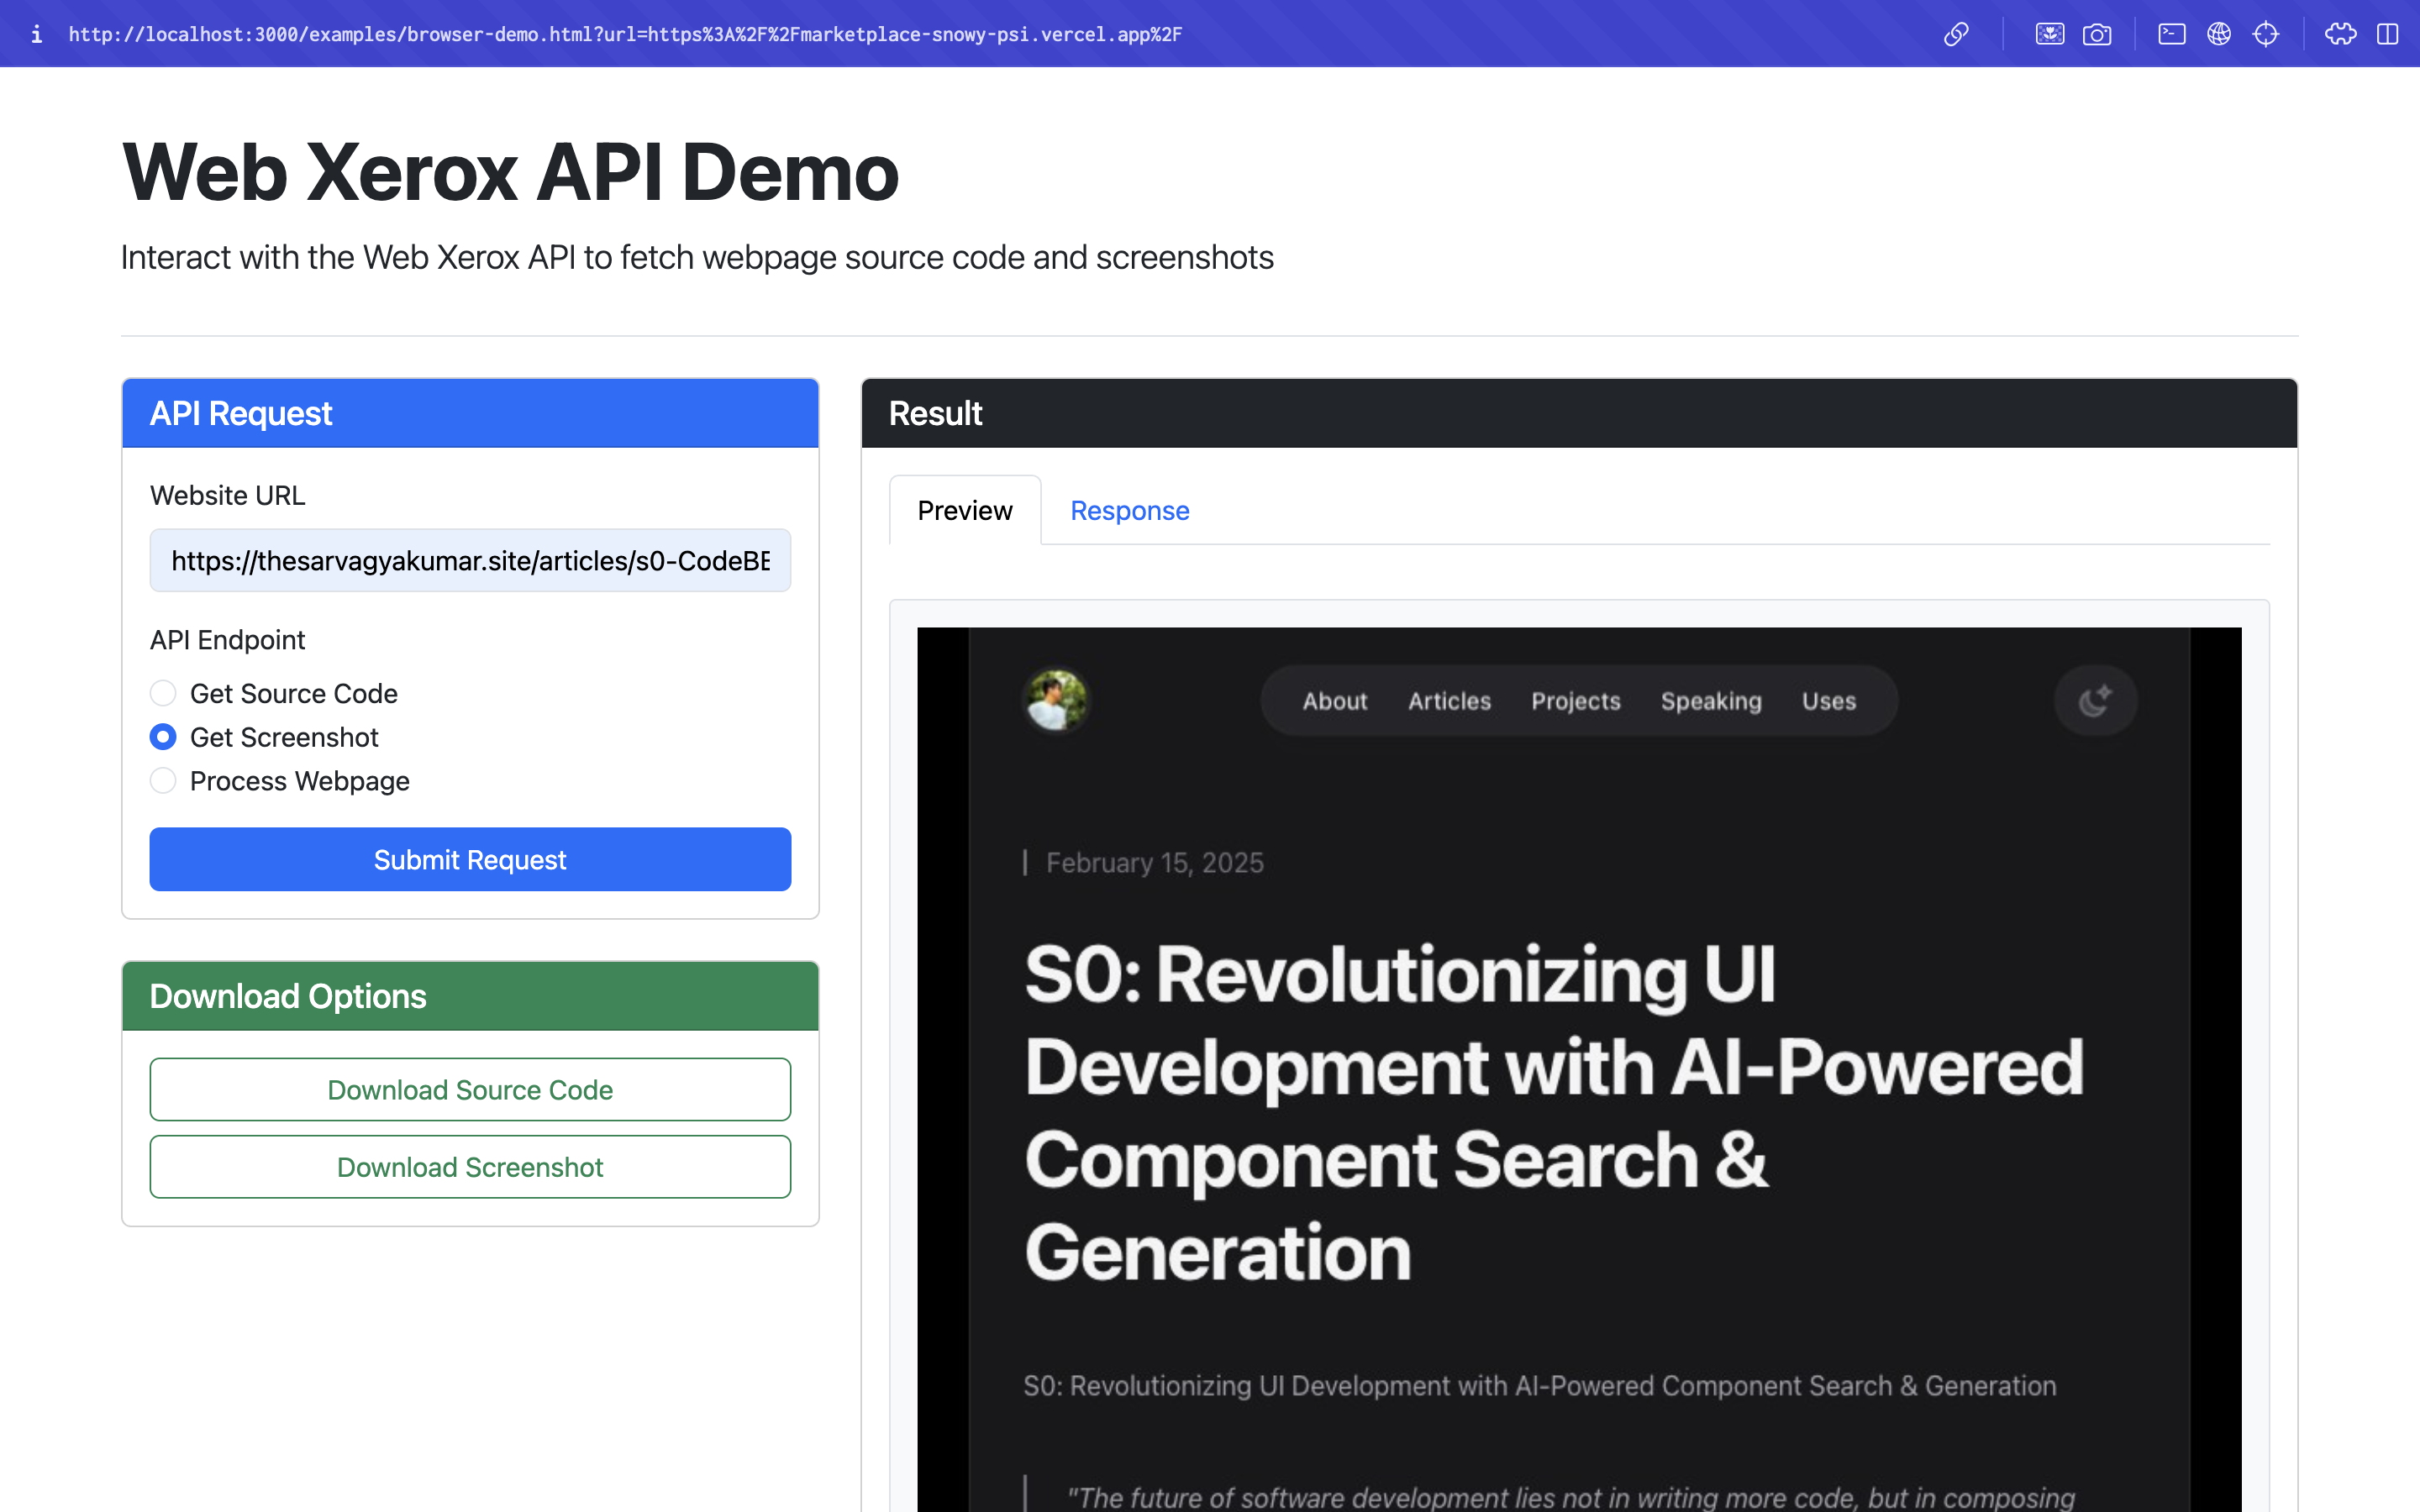 i http://localhost:3000/examples/browser-demo.html?url=https%3A%2F%2Fmarketplace-snowy-psi.vercel.app%2F
Web Xerox API Demo
Interact with the Web Xerox API to fetch webpage source code and screenshots
API Request
Website URL
https://thesarvagyakumar.site/articles/s0-CodeBE
API Endpoint
Get Source Code
Get Screenshot
Process Webpage
Submit Request
Download Options
Download Source Code
Download Screenshot
Result
Preview Response
About Articles Projects Speaking Uses
February 15, 2025
S0: Revolutionizing UI
Development with AI-Powered
Component Search &
Generation
S0: Revolutionizing UI Development with AI-Powered Component Search & Generation
"The future of software development lies not in writing more code, but in composing